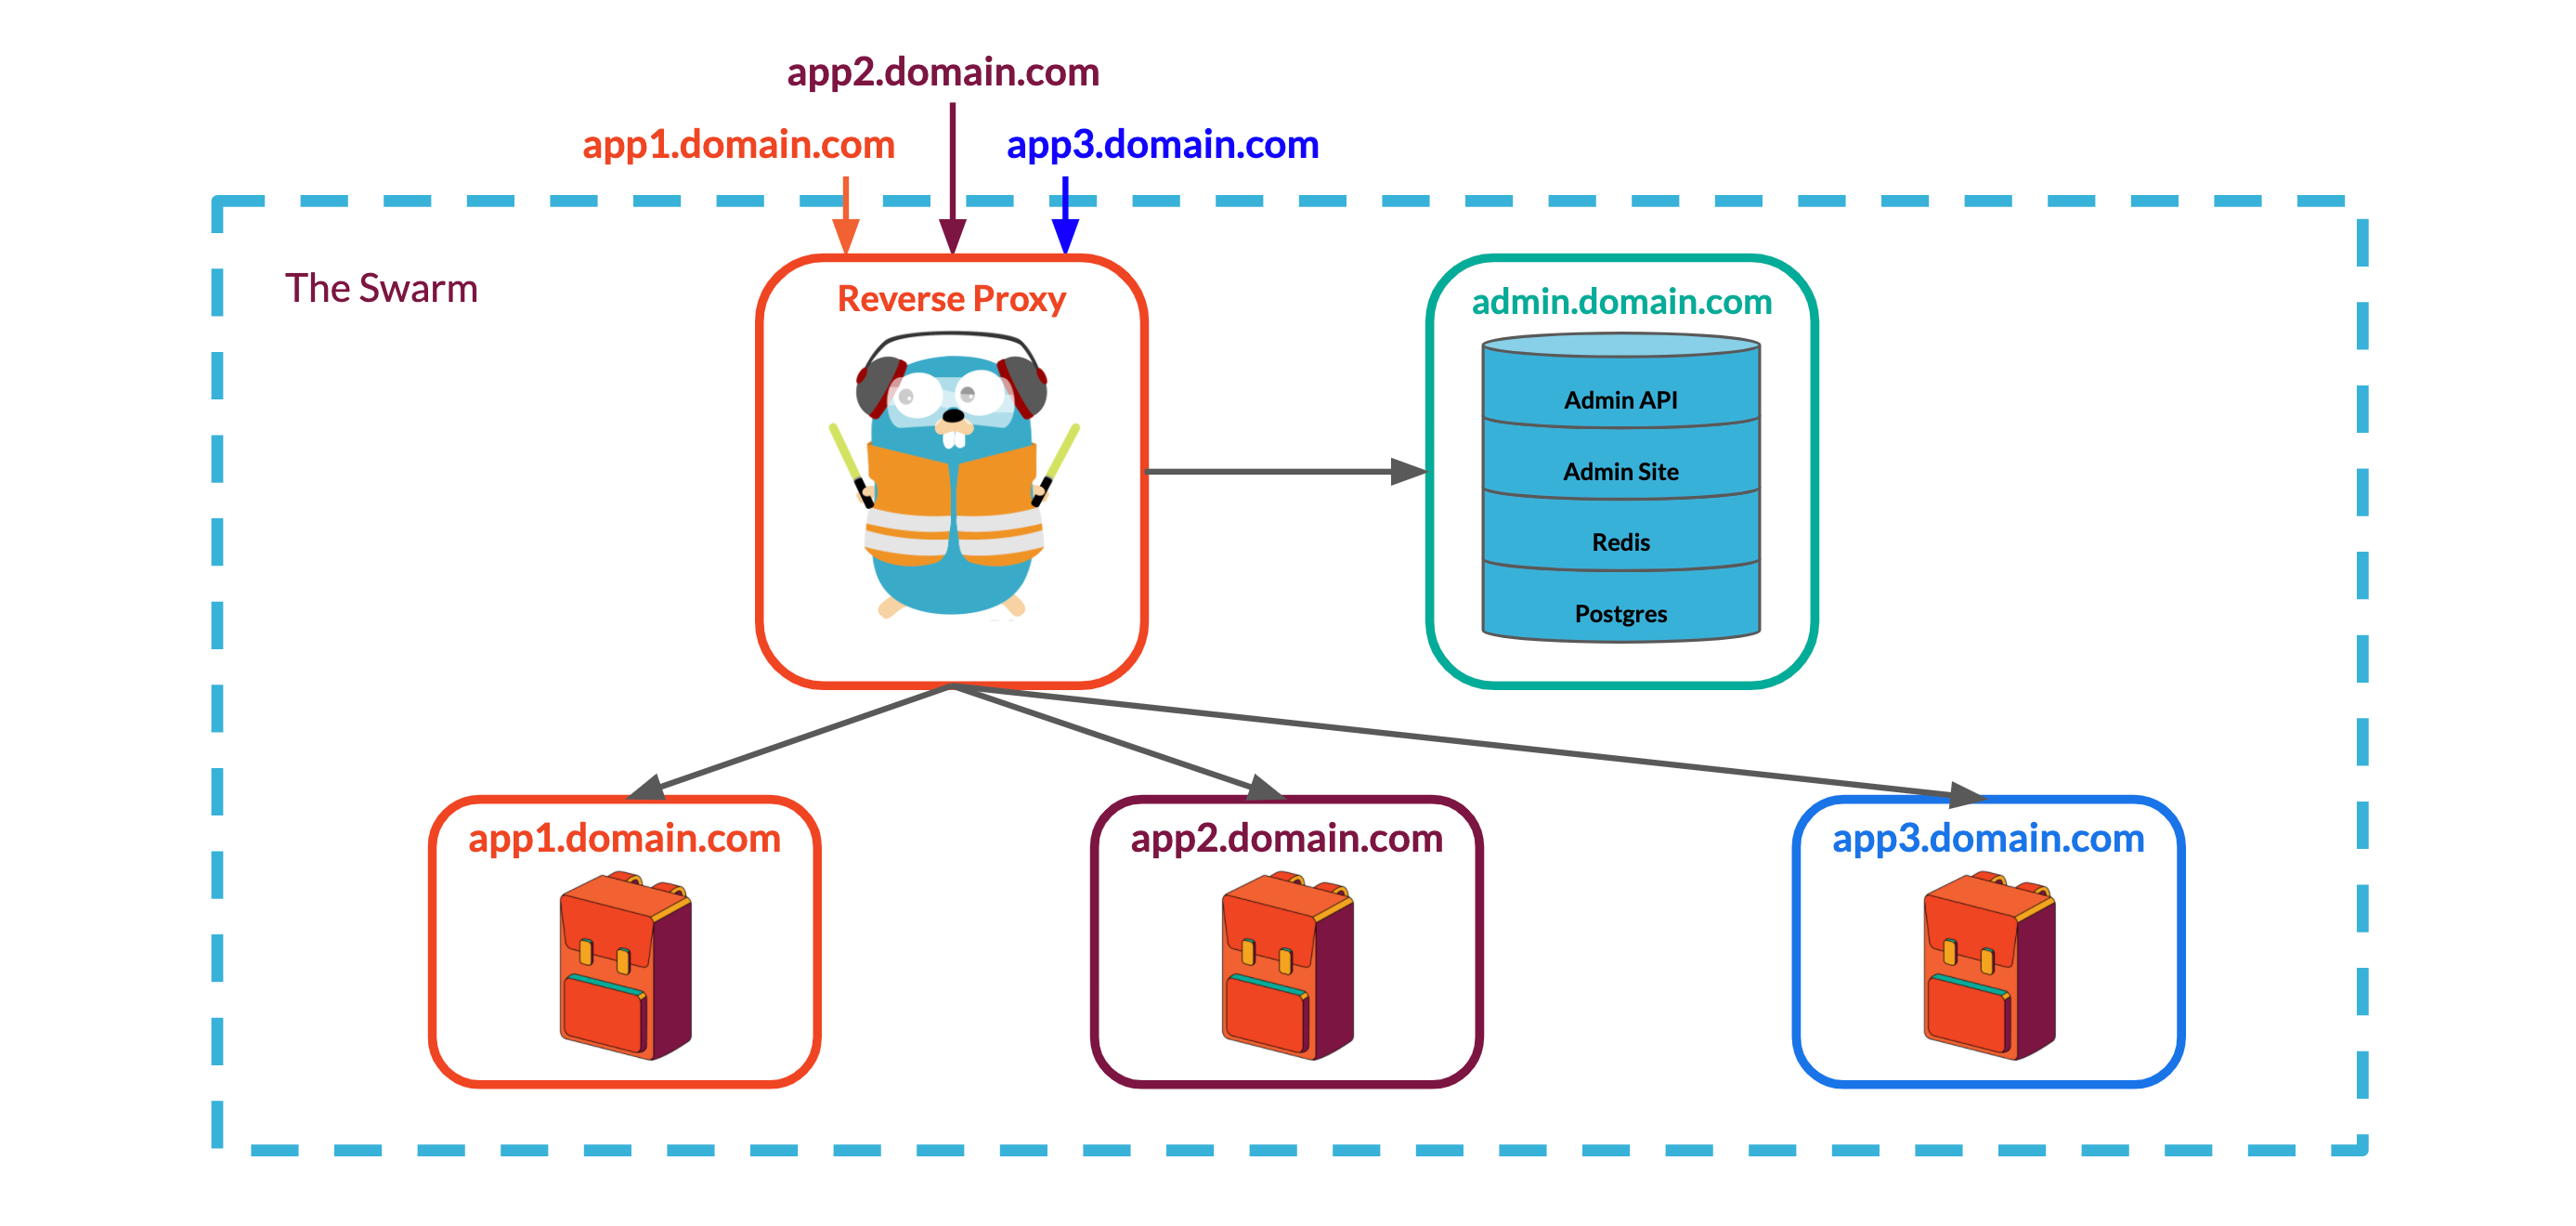 app2.domain.com
app1.domain.com
app3.domain.com
The Swarm
Reverse Proxy
admin.domain.com
Admin API
Admin Site
Redis
Postgres
app1.domain.com
app2.domain.com
app3.domain.com